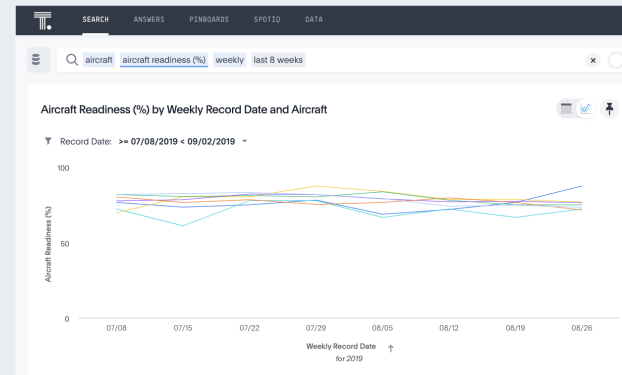 T.
SEARCH ANSWERS PINBOARDS SPOTIQ DATA
aircraft aircraft readiness (%) weekly last 8 weeks
Aircraft Readiness (%) by Weekly Record Date and Aircraft
Record Date: >= 07/08/2019 < 09/02/2019
100
50
0
Aircraft Readiness (%)
07/08 07/15 07/22 07/29 08/05 08/12 08/19 08/26
Weekly Record Date
for 2019